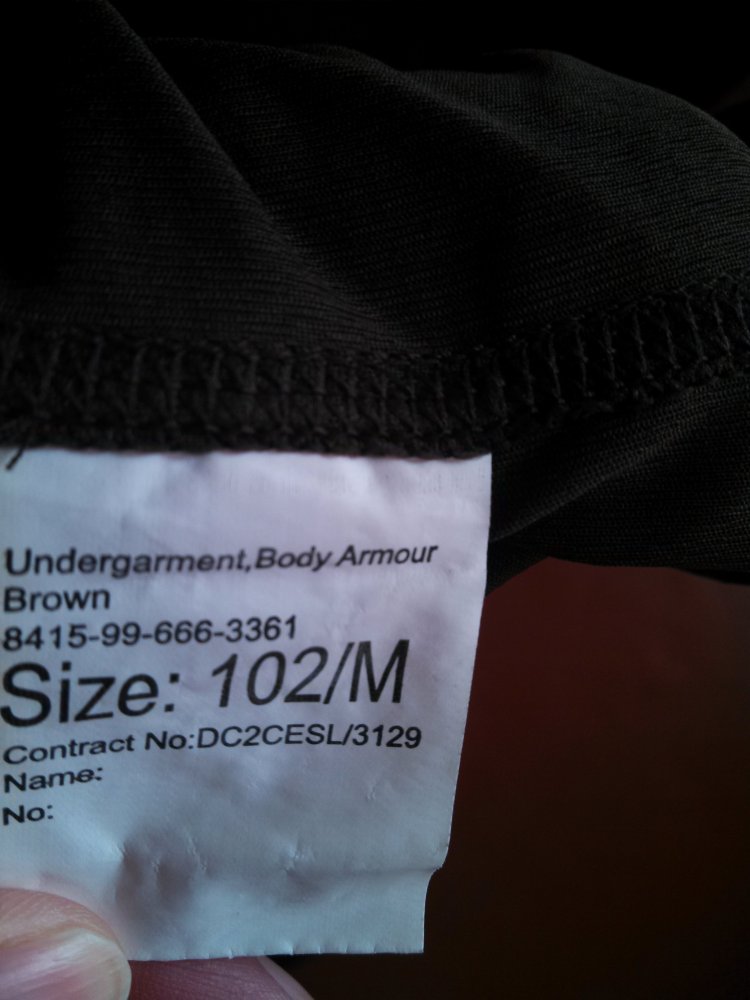 Undergarment,Body Armour
Brown
8415-99-666-3361
Size: 102/M
Contract No:DC2CESL/3129
Name:
No: